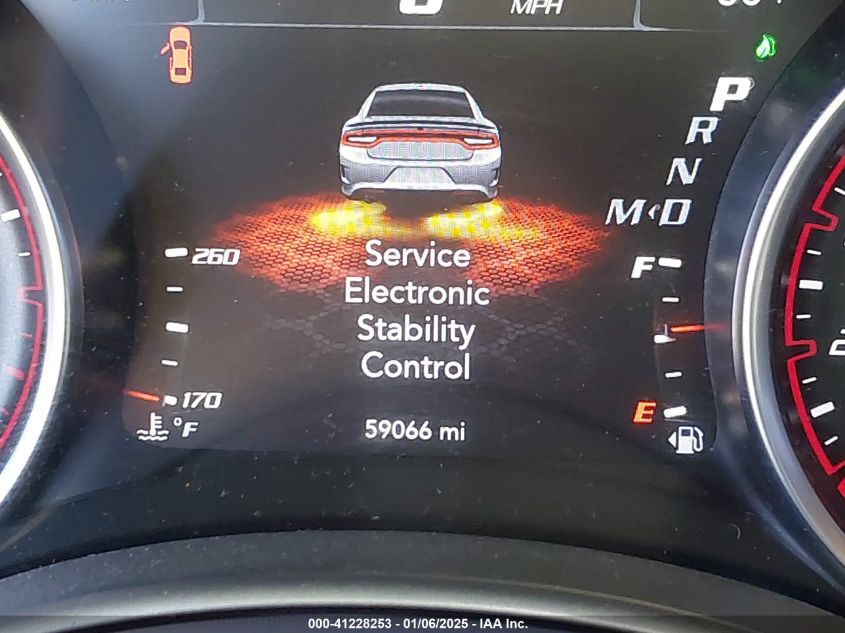 MPH
P
R
N
M‹D
260
F
Service
Electronic
Stability
Control
170
°F
E
59066 mi
000-41228253 — 01/06/2025 - IAA Inc.